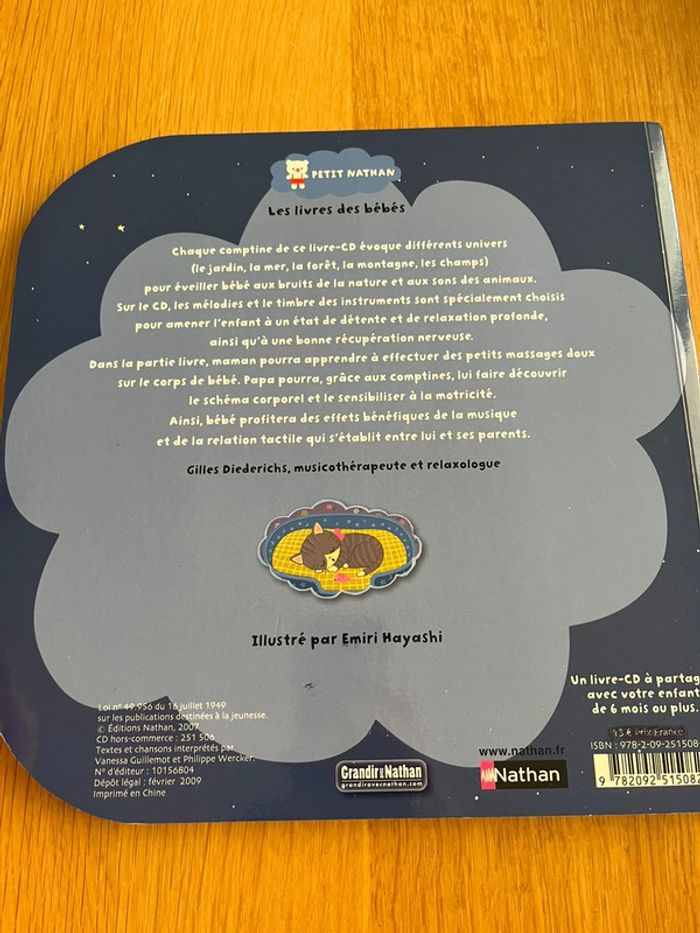 PETIT NATHAN
Les livres des bébés
Chaque comptine de ce livre-CD évoque différents univers
(le jardin, la mer, la forêt, la montagne, les champs)
pour éveiller bébé aux bruits de la nature et aux sons des animaux.
Sur le CD, les mélodies et le timbre des instruments sont spécialement choisis
pour amener l'enfant à un état de détente et de relaxation profonde,
ainsi qu'à une bonne récupération nerveuse.
Dans la partie livre, maman pourra apprendre à effectuer des petits massages doux
sur le corps de bébé. Papa pourra, grâce aux comptines, lui faire découvrir
le schéma corporel et le sensibiliser à la motricité.
Ainsi, bébé profitera des effets bénéfiques de la musique
et de la relation tactile qui s'établit entre lui et ses parents.
Gilles Diederichs, musicothérapeute et relaxologue
Illustré par Emiri Hayashi
Un livre-CD à partag
avec votre enfant
de 6 mois ou plus.
Loi n° 49.956 du 16 juillet 1949
sur les publications destinées à la jeunesse.
© Éditions Nathan, 2007
CD hors-commerce : 251 506
Textes et chansons interprétés par
Vanessa Guillemot et Philippe Wercker.
N° d'éditeur : 10156804
Dépôt légal : février 2009
Imprimé en Chine
Grandir avec Nathan
grandiravecnathan.com
www.nathan.fr
Nathan
13 € Prix France
ISBN : 978-2-09-251508-
9 782092 51508